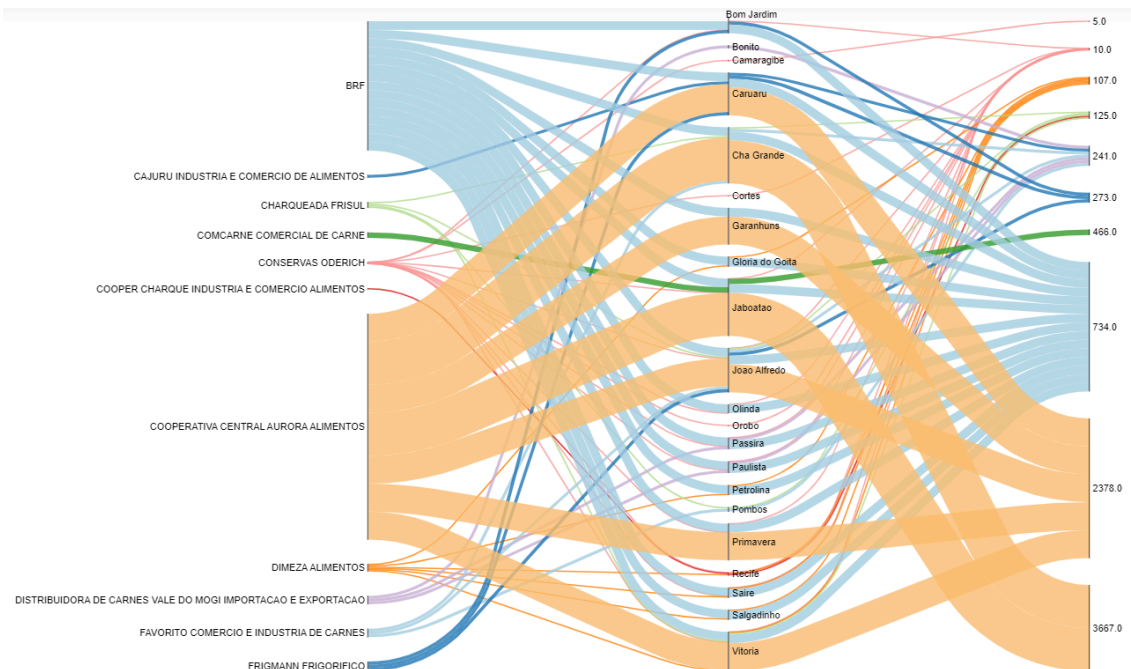 BRF
CAJURU INDUSTRIA E COMERCIO DE ALIMENTOS
CHARQUEADA FRISUL
COMCARNE COMERCIAL DE CARNE
CONSERVAS ODERICH
COOPER CHARQUE INDUSTRIA E COMERCIO ALIMENTOS
COOPERATIVA CENTRAL AURORA ALIMENTOS
DIMEZA ALIMENTOS
DISTRIBUIDORA DE CARNES VALE DO MOGI IMPORTACAO E EXPORTACAO
FAVORITO COMERCIO E INDUSTRIA DE CARNES
FRIGMANN FRIGORIFICO
Bom Jardim
Bonito
Camaragibe
Caruaru
Cha Grande
Cortes
Garanhuns
Gloria do Goita
Jaboatao
Joao Alfredo
Olinda
Orobo
Passira
Paulista
Petrolina
Pombos
Primavera
Recife
Saire
Salgadinho
Vitoria
5.0
10.0
107.0
125.0
241.0
273.0
466.0
734.0
2378.0
3667.0